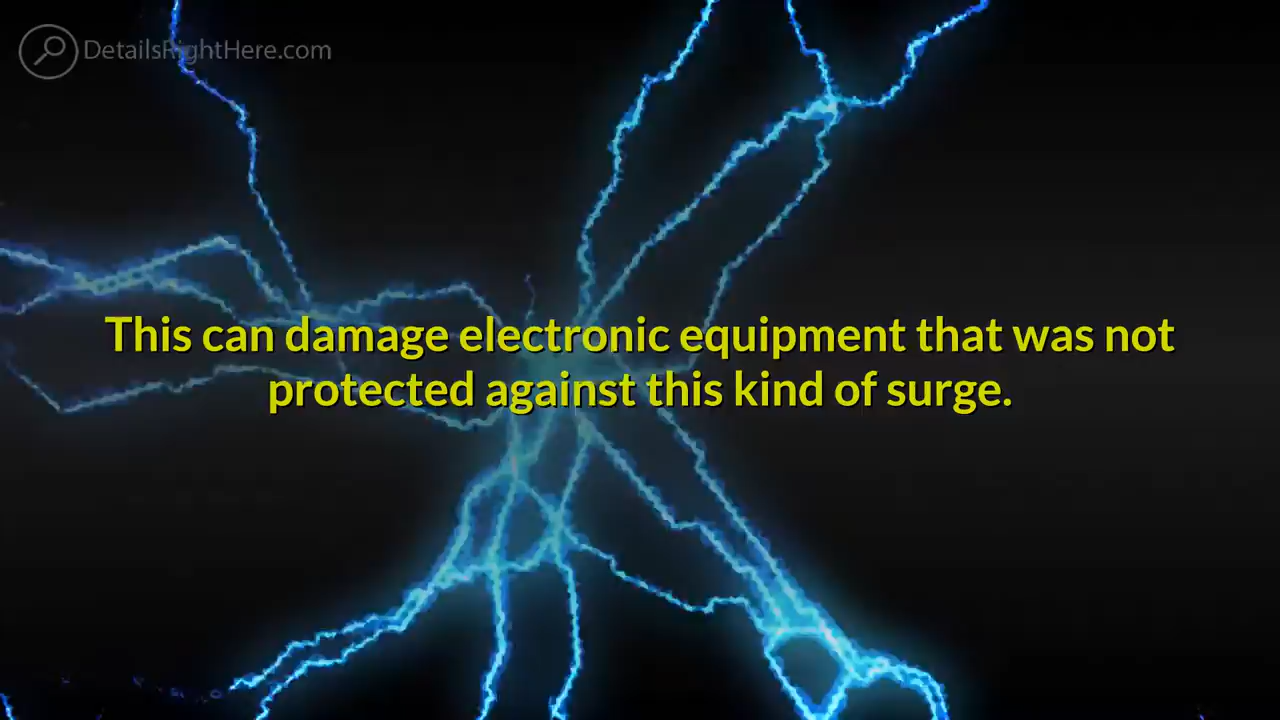 DetailsRightHere.com
This can damage electronic equipment that was not
protected against this kind of surge.